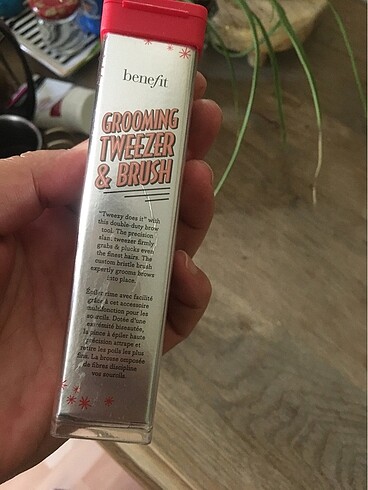 benefit
GROOMING
TWEEZER
& BRUSH
"Tweezy does it" with
this double-duty brow
tool. The precision
slant tweezer firmly
grabs & plucks even
the finest hairs. The
custom bristle brush
expertly grooms brows
into place.
Épilez rime avec facilité
grâce à cet accessoire
multifonction pour les
sourcils. Dotée d'une
extrémité biseautée,
la pince à épiler haute
précision attrape et
retire les poils les plus
fins. La brosse composée
de fibres discipline
vos sourcils.